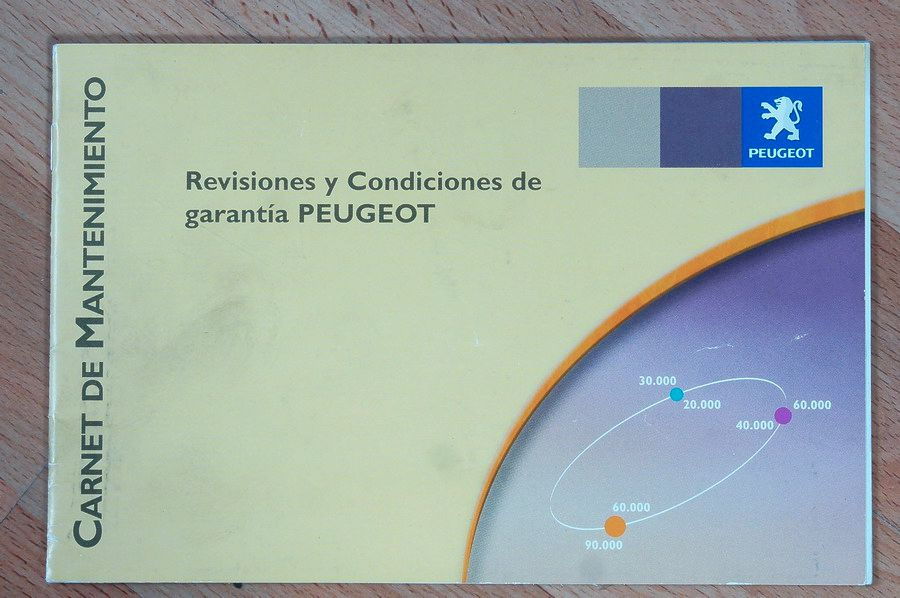 CARNET DE MANTENIMIENTO
Revisiones y Condiciones de
garantía PEUGEOT
PEUGEOT
30.000
20.000
60.000
40.000
60.000
90.000